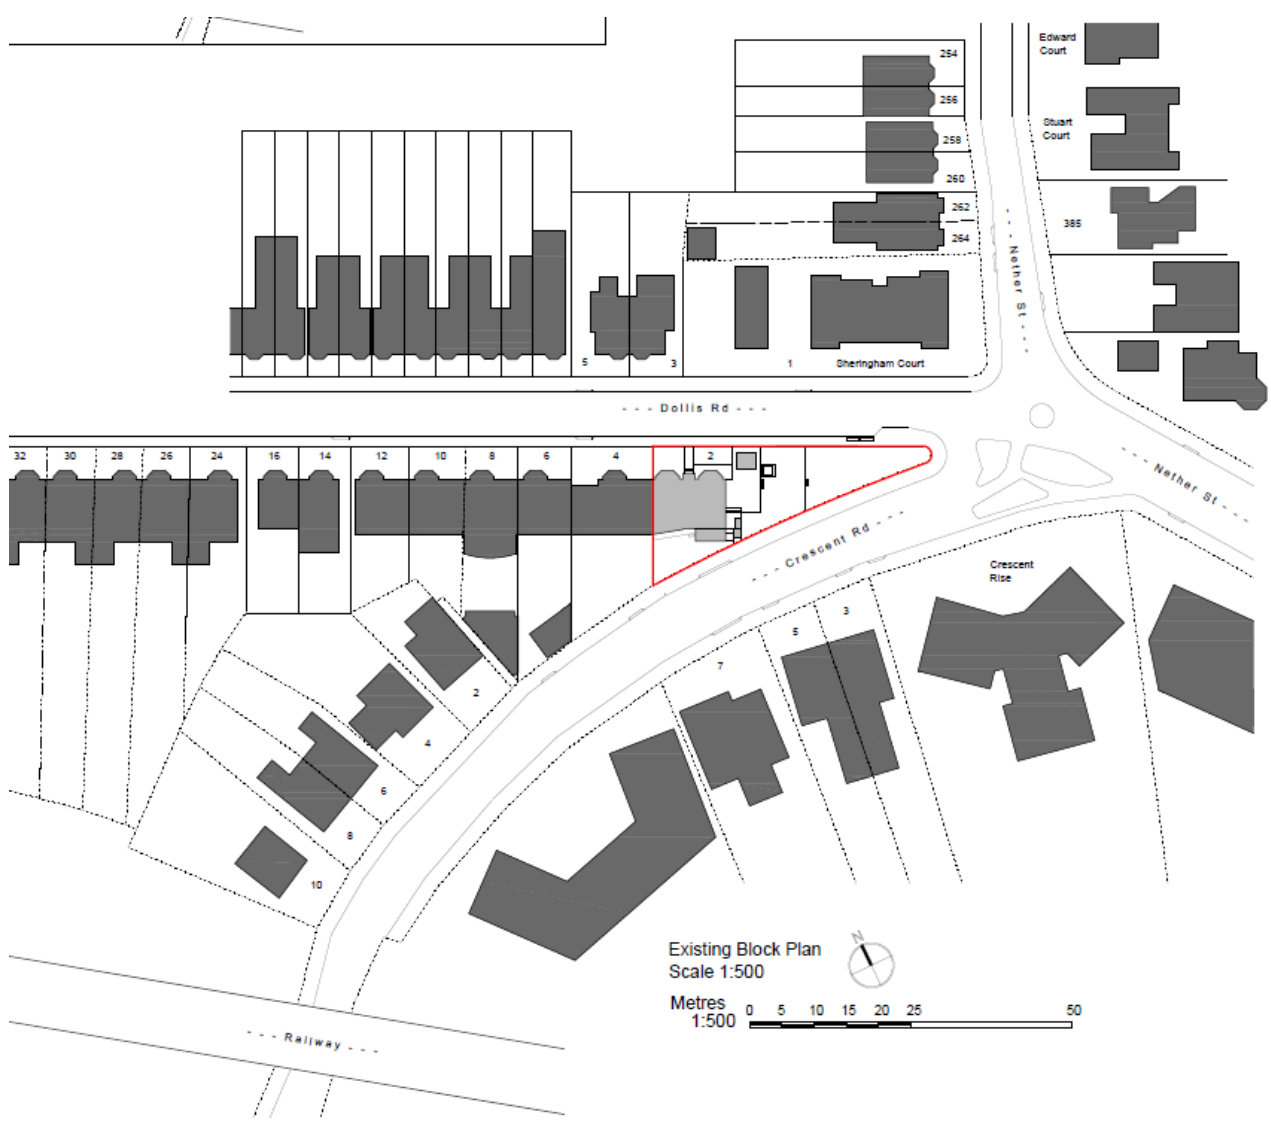 254
Edward
Court
256
Stuart
Court
258
260
262
385
264
- - - Nether St - - -
5
3
1
Sheringham Court
- - - Dollis Rd - - -
32
30
28
26
24
16
14
12
10
8
6
4
2
- - - Nether St - - -
- - - Crescent Rd - - -
Crescent
Rise
3
5
7
2
4
6
8
10
Existing Block Plan
Scale 1:500
N
Metres
1:500
0 5 10 15 20 25 50
- - - Railway - - -